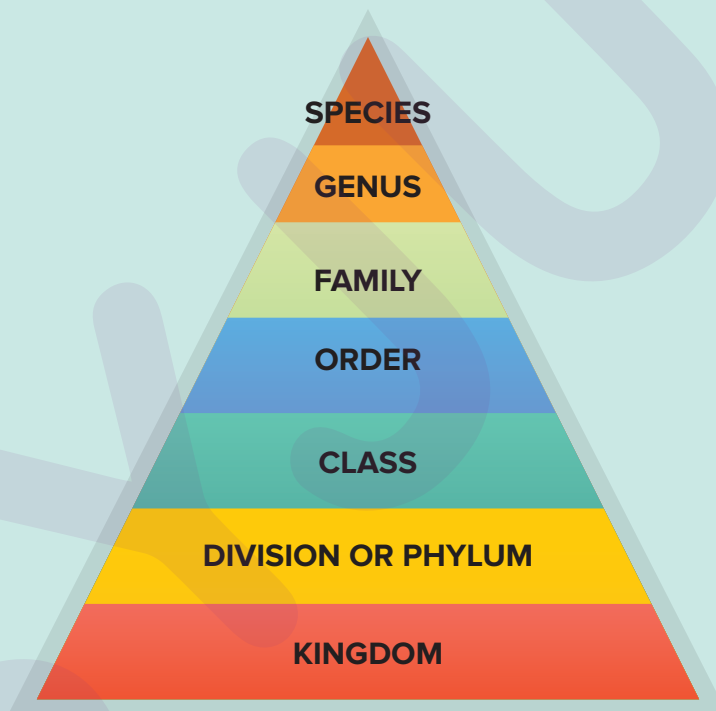 SPECIES
GENUS
FAMILY
ORDER
CLASS
DIVISION OR PHYLUM
KINGDOM